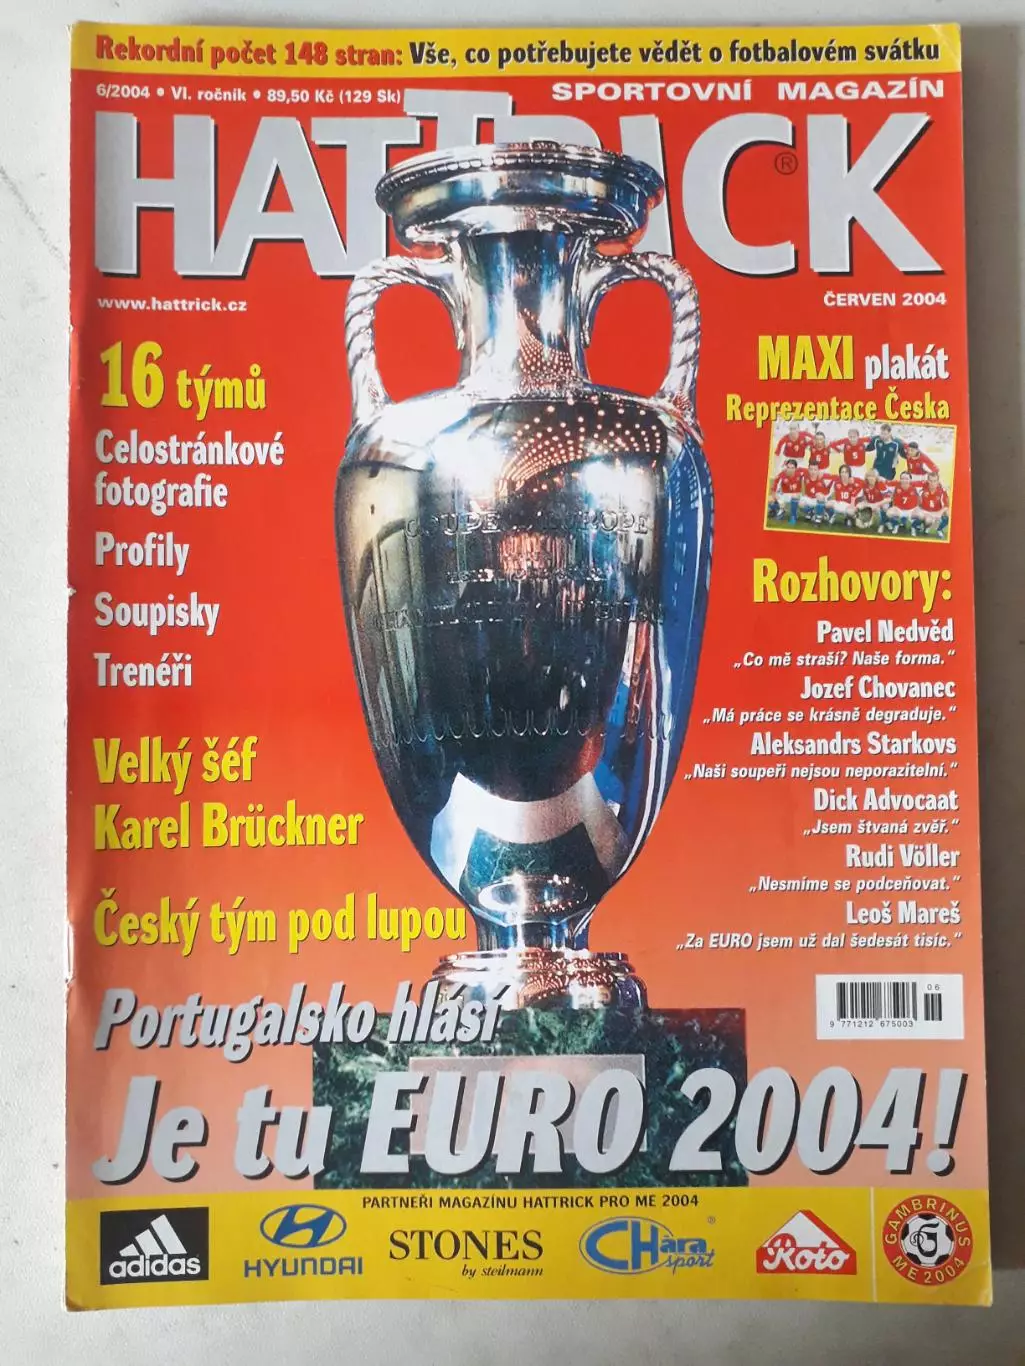 Rekordní počet 148 stran: Vše, co potřebujete vědět o fotbalovém svátku
6/2004 • VI. ročník • 89,50 Kč (129 Sk)
SPORTOVNÍ MAGAZÍN
HATTRICK®
www.hattrick.cz
ČERVEN 2004
16 týmů
Celostránkové
fotografie
Profily
Soupisky
Trenéři
Velký šéf
Karel Brückner
Český tým pod lupou
MAXI plakát
Reprezentace Česka
COUPE EUROPE
Rozhovory:
Pavel Nedvěd
„Co mě straší? Naše forma.“
Jozef Chovanec
„Má práce se krásně degraduje.“
Aleksandrs Starkovs
„Naši soupeři nejsou neporazitelní.“
Dick Advocaat
„Jsem štvaná zvěř.“
Rudi Völler
„Nesmíme se podceňovat.“
Leoš Mareš
„Za EURO jsem už dal šedesát tisíc.“
06
9 771212 675003
Portugalsko hlásí
Je tu EURO 2004!
PARTNEŘI MAGAZÍNU HATTRICK PRO ME 2004
adidas
HYUNDAI
STONES
by steilmann
CHàra ®
sport
Roto
GAMBRINUS
G
ME 2004